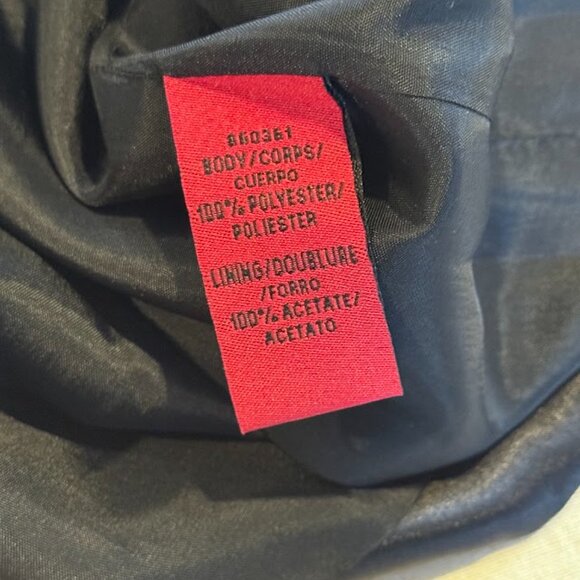 860361
BODY/CORPS/
CUERPO
100% POLYESTER/
POLIESTER
LINING/DOUBLURE
/FORRO
100% ACETATE/
ACETATO